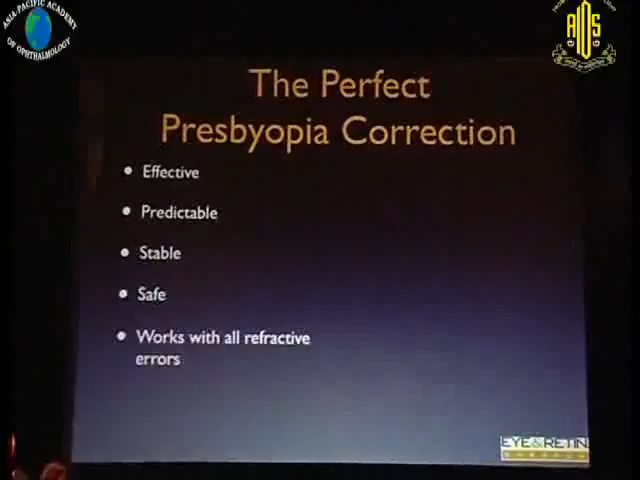 ASIA-PACIFIC ACADEMY
OF OPHTHALMOLOGY
AIOS
The Perfect
Presbyopia Correction
• Effective
• Predictable
• Stable
• Safe
• Works with all refractive
errors
EYE&RETIN